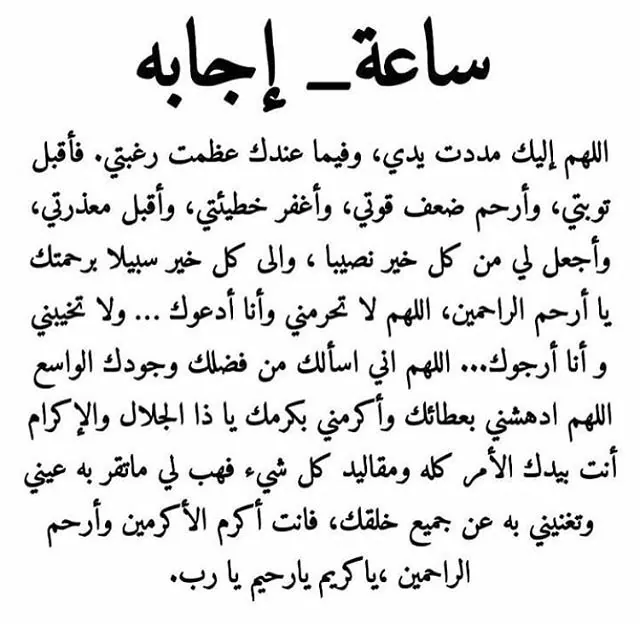 ساعة_ إجابه
اللهم إليك مددت يدي، وفيما عندك عظمت رغبتي. فأقبل
توبتي، وأرحم ضعف قوتي، وأغفر خطيئتي، وأقبل معذرتي،
وأجعل لي من كل خير نصيبا ، والى كل خير سبيلا برحمتك
يا أرحم الراحمين، اللهم لا تحرمني وأنا أدعوك ... ولا تخيبني
و أنا أرجوك... اللهم اني اسألك من فضلك وجودك الواسع
اللهم ادهشني بعطائك وأكرمني بكرمك يا ذا الجلال والإكرام
أنت بيدك الأمر كله ومقاليد كل شيء فهب لي ماتقر به عيني
وتغنيني به عن جميع خلقك، فانت أكرم الأكرمين وأرحم
الراحمين ،ياكريم يارحيم يا رب.